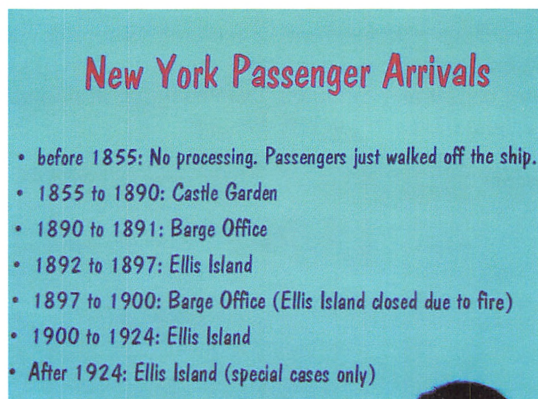 New York Passenger Arrivals
• before 1855: No processing. Passengers just walked off the ship.
• 1855 to 1890: Castle Garden
• 1890 to 1891: Barge Office
• 1892 to 1897: Ellis Island
• 1897 to 1900: Barge Office (Ellis Island closed due to fire)
• 1900 to 1924: Ellis Island
• After 1924: Ellis Island (special cases only)